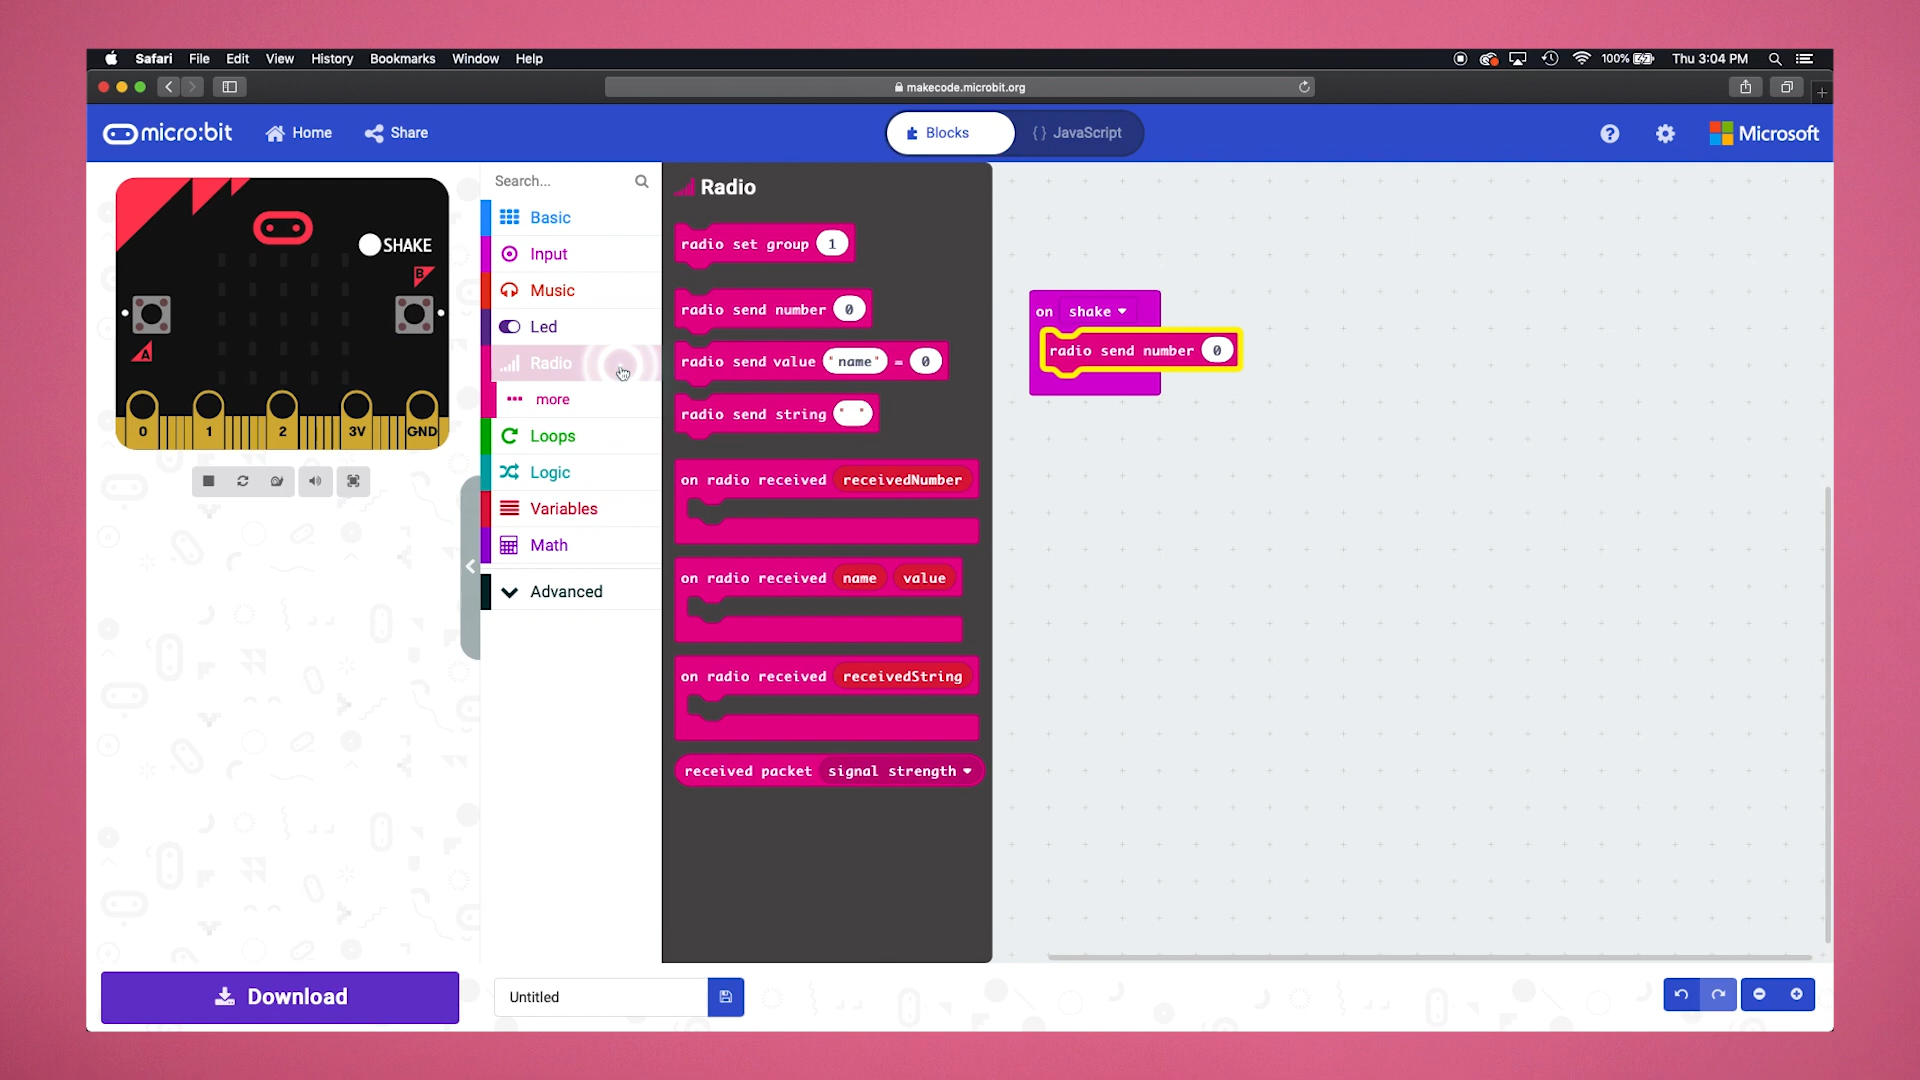 Safari File Edit View History Bookmarks Window Help
100% Thu 3:04 PM
makecode.microbit.org
micro:bit Home Share
Blocks {} JavaScript
Microsoft
SHAKE
B
A
0 1 2 3V GND
Search...
Basic
Input
Music
Led
Radio
more
Loops
Logic
Variables
Math
Advanced
Radio
radio set group 1
radio send number 0
radio send value "name" = 0
radio send string " "
on radio received receivedNumber
on radio received name value
on radio received receivedString
received packet signal strength
on shake
radio send number 0
Download
Untitled